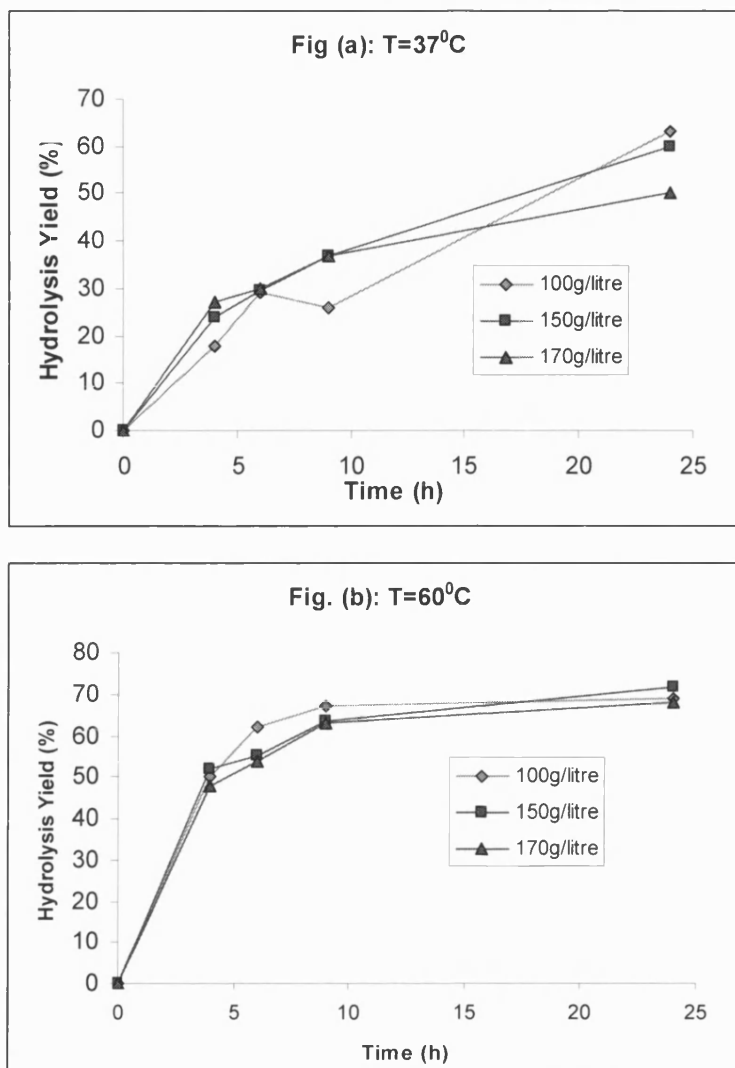 Fig (a): T=37⁰C
70
60
50
40
30
20
10
0
Hydrolysis Yield (%)
100g/litre
150g/litre
170g/litre
0 5 10 15 20 25
Time (h)
Fig. (b): T=60⁰C
80
70
60
50
40
30
20
10
0
Hydrolysis Yield (%)
100g/litre
150g/litre
170g/litre
0 5 10 15 20 25
Time (h)